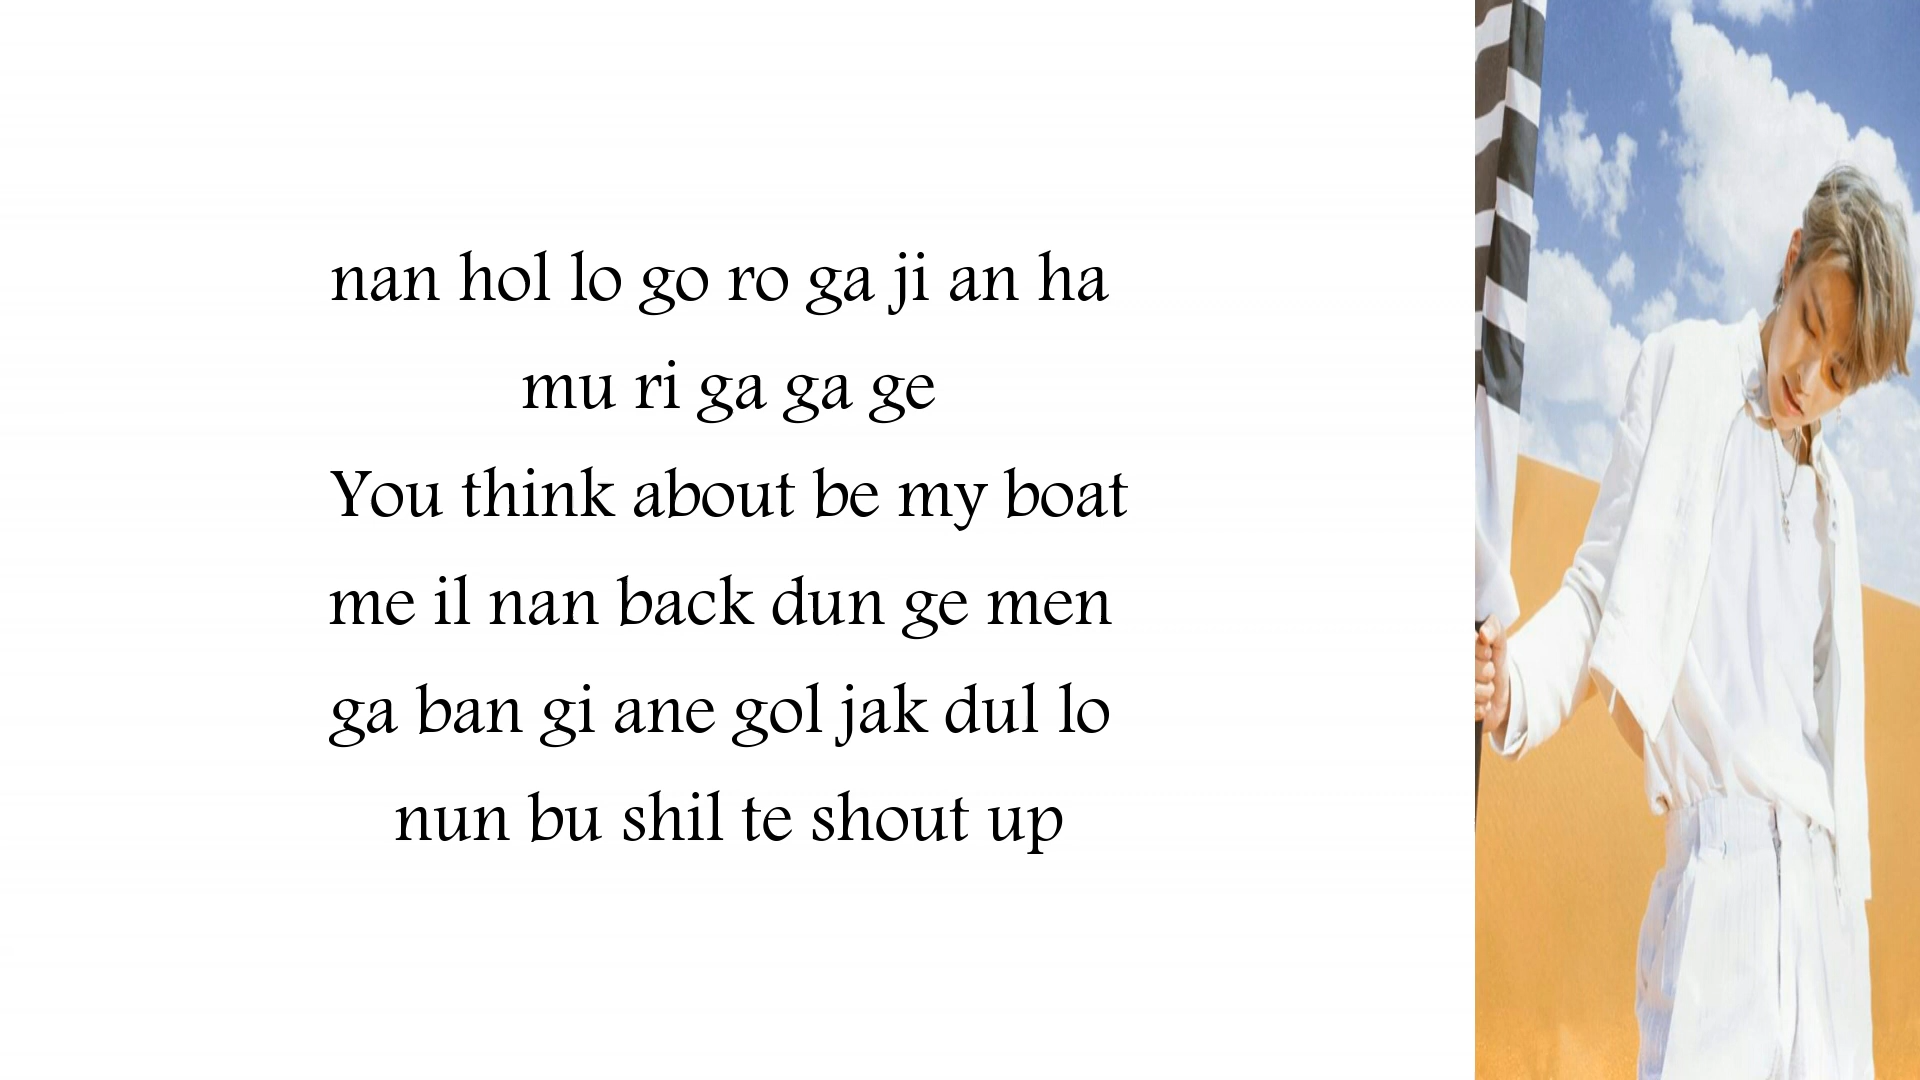 nan hol lo go ro ga ji an ha
mu ri ga ga ge
You think about be my boat
me il nan back dun ge men
ga ban gi ane gol jak dul lo
nun bu shil te shout up